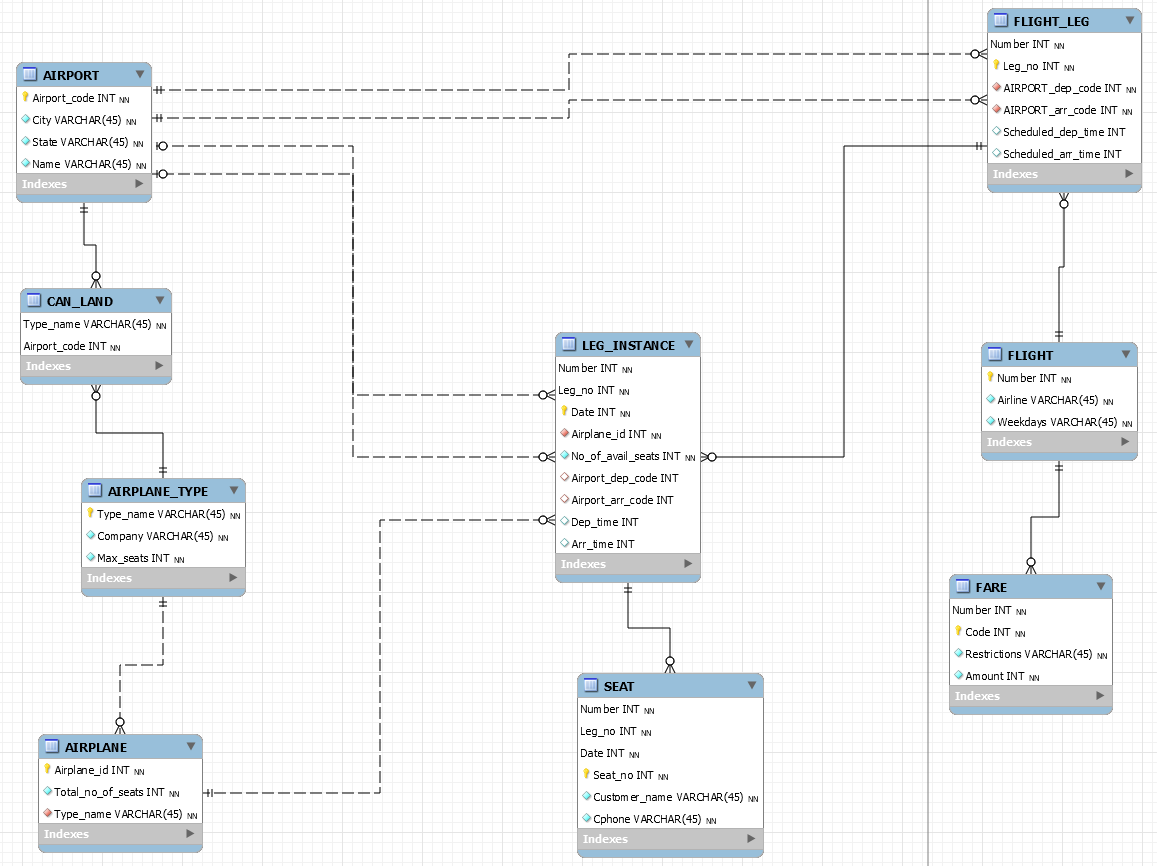 AIRPORT
Airport_code INT NN
City VARCHAR(45) NN
State VARCHAR(45) NN
Name VARCHAR(45) NN
Indexes
CAN_LAND
Type_name VARCHAR(45) NN
Airport_code INT NN
Indexes
AIRPLANE_TYPE
Type_name VARCHAR(45) NN
Company VARCHAR(45) NN
Max_seats INT NN
Indexes
AIRPLANE
Airplane_id INT NN
Total_no_of_seats INT NN
Type_name VARCHAR(45) NN
Indexes
LEG_INSTANCE
Number INT NN
Leg_no INT NN
Date INT NN
Airplane_id INT NN
No_of_avail_seats INT NN
Airport_dep_code INT
Airport_arr_code INT
Dep_time INT
Arr_time INT
Indexes
SEAT
Number INT NN
Leg_no INT NN
Date INT NN
Seat_no INT NN
Customer_name VARCHAR(45) NN
Cphone VARCHAR(45) NN
Indexes
FLIGHT_LEG
Number INT NN
Leg_no INT NN
AIRPORT_dep_code INT NN
AIRPORT_arr_code INT NN
Scheduled_dep_time INT
Scheduled_arr_time INT
Indexes
FLIGHT
Number INT NN
Airline VARCHAR(45) NN
Weekdays VARCHAR(45) NN
Indexes
FARE
Number INT NN
Code INT NN
Restrictions VARCHAR(45) NN
Amount INT NN
Indexes